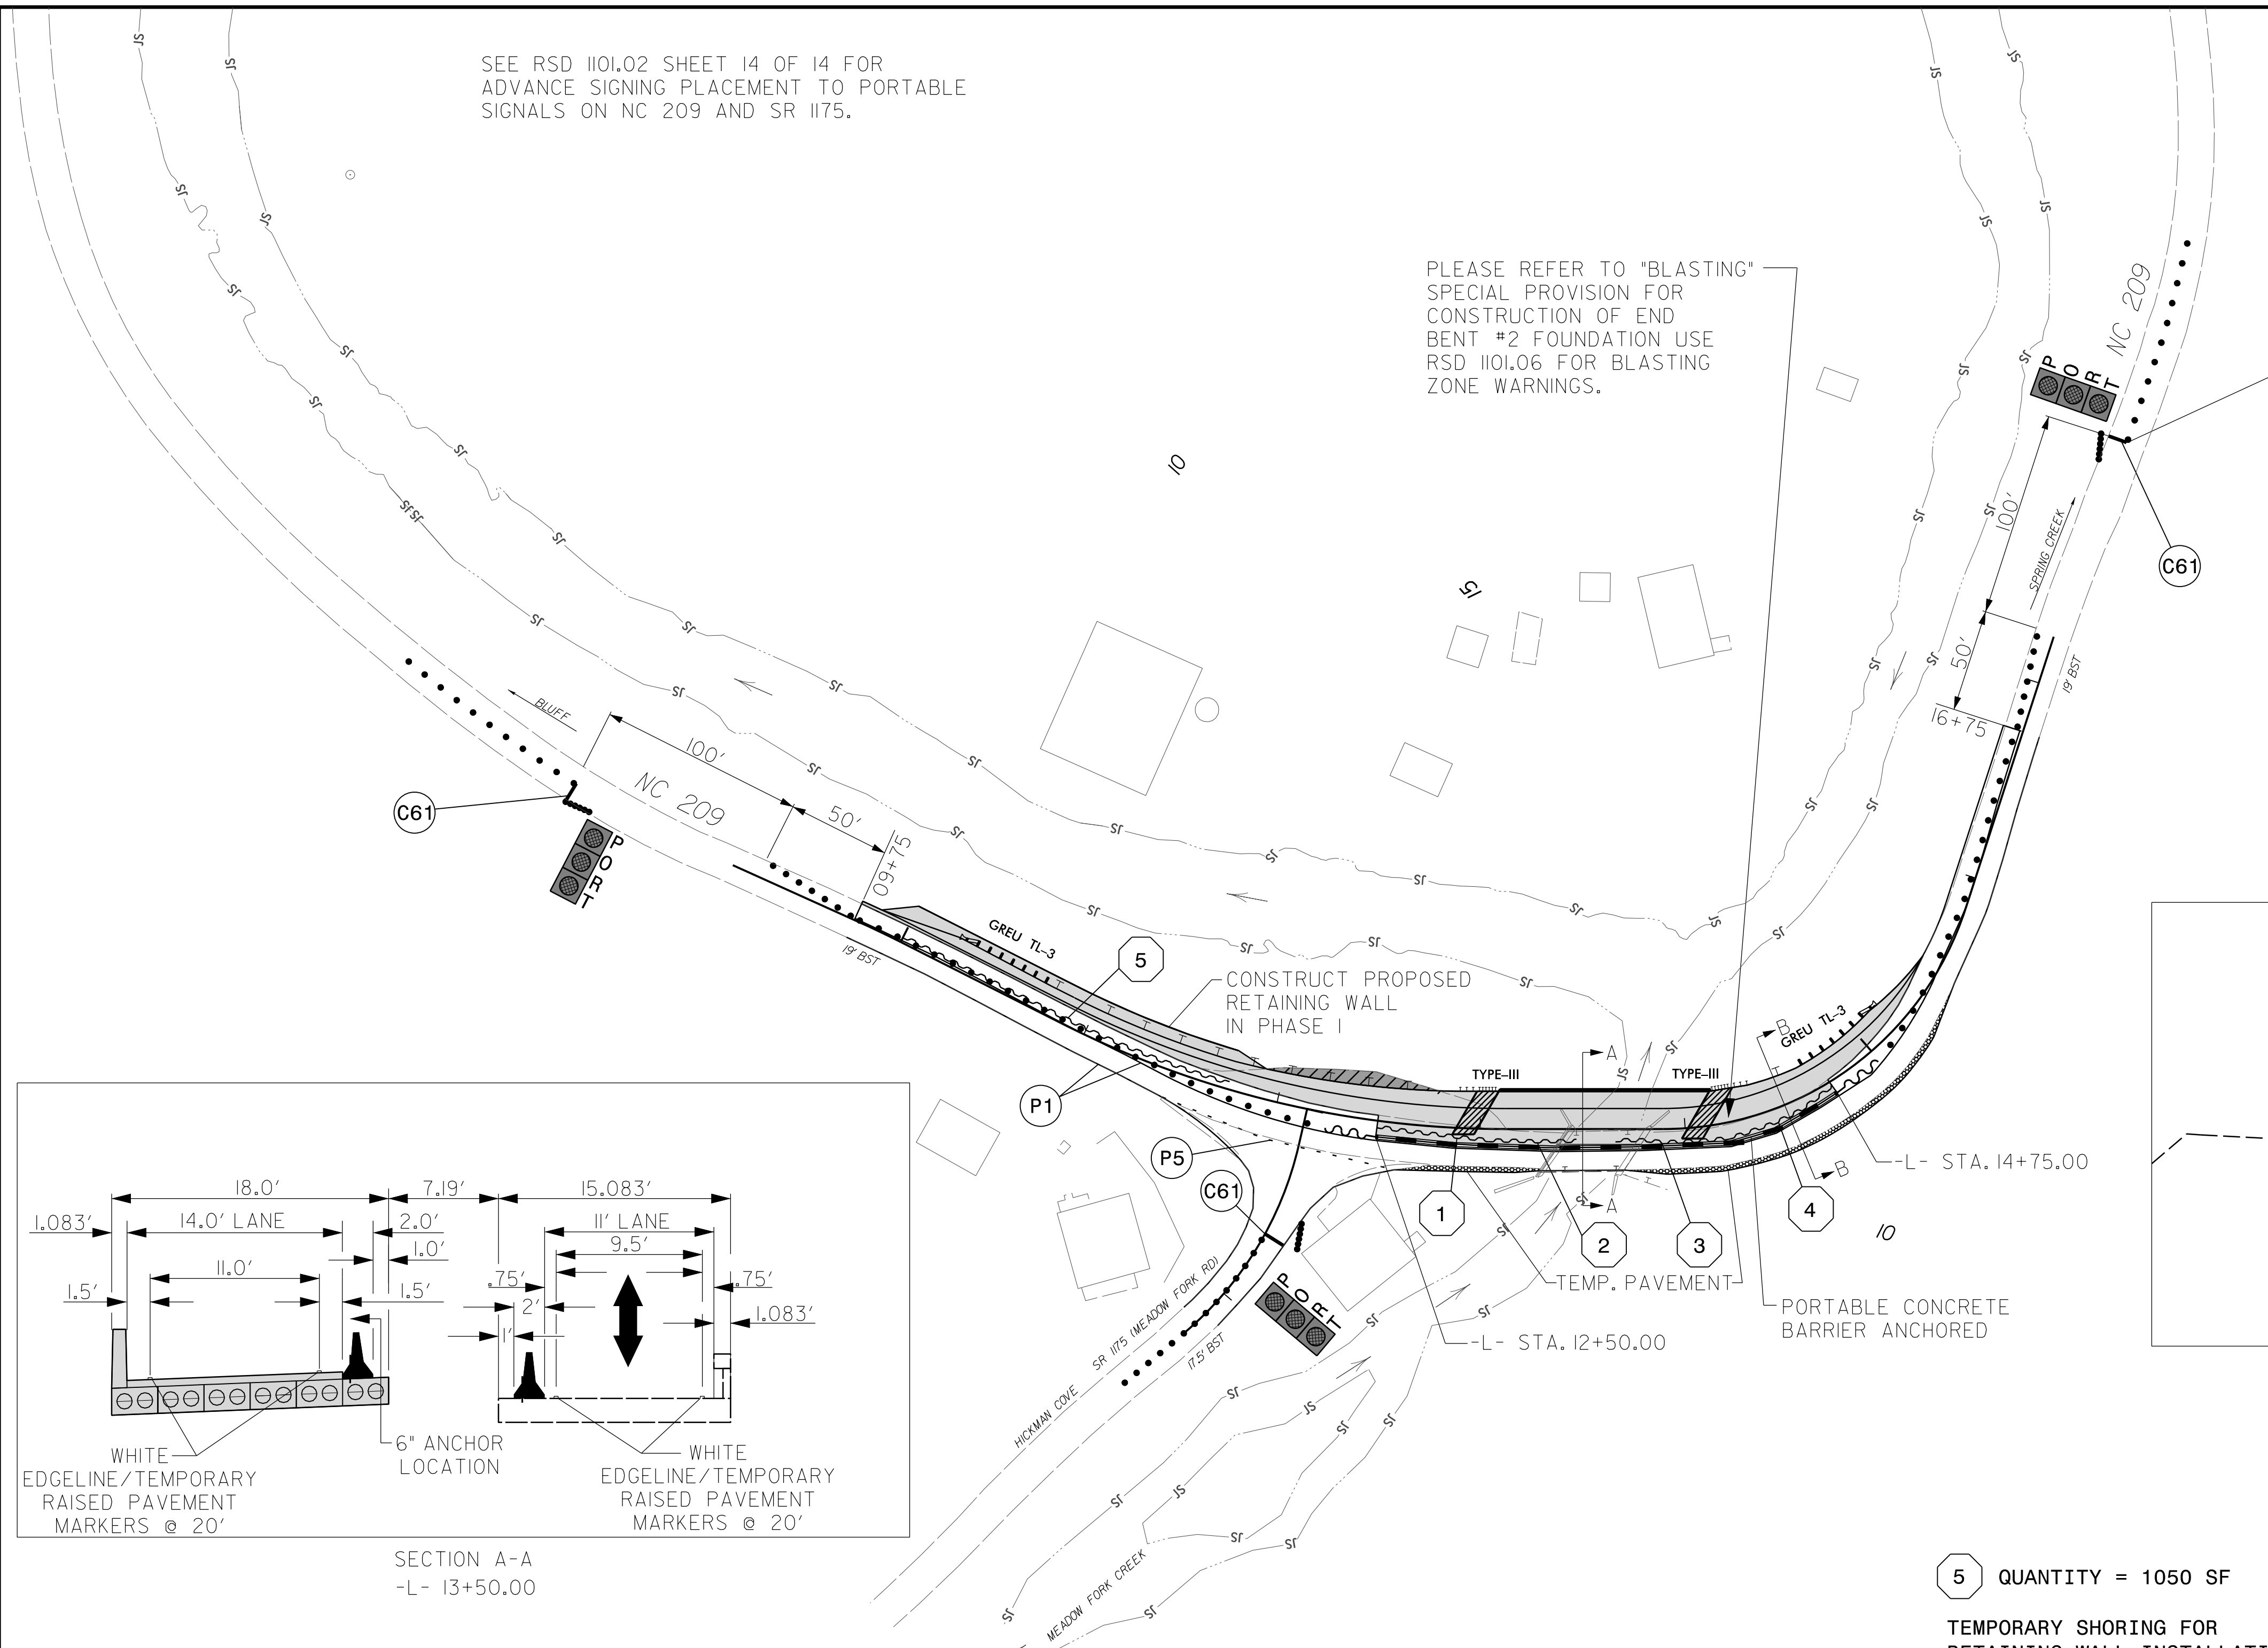 SEE RSD 1101.02 SHEET 14 OF 14 FOR
ADVANCE SIGNING PLACEMENT TO PORTABLE
SIGNALS ON NC 209 AND SR 1175.
PLEASE REFER TO "BLASTING"
SPECIAL PROVISION FOR
CONSTRUCTION OF END
BENT #2 FOUNDATION USE
RSD 1101.06 FOR BLASTING
ZONE WARNINGS.
NC 209
PORT
C61
100'
SPRING CREEK
50'
16+75
19' BST
10
15
BLUFF
100'
NC 209
50'
09+75
C61
PORT
19' BST
GREU TL-3
5
CONSTRUCT PROPOSED
RETAINING WALL
IN PHASE I
P1
P5
C61
TYPE-III
TYPE-III
GREU TL-3
A
A
B
B
1
2
3
4
10
-L- STA. 14+75.00
TEMP. PAVEMENT
PORTABLE CONCRETE
BARRIER ANCHORED
-L- STA. 12+50.00
PORT
SR 1175 (MEADOW FORK RD)
17.5' BST
HICKMAN COVE
MEADOW FORK CREEK
JS
18.0'
7.19'
15.083'
1.083'
14.0' LANE
2.0'
11' LANE
1.0'
9.5'
11.0'
1.5'
1.5'
.75'
.75'
2'
1'
1.083'
WHITE
EDGELINE/TEMPORARY
RAISED PAVEMENT
MARKERS @ 20'
6" ANCHOR
LOCATION
WHITE
EDGELINE/TEMPORARY
RAISED PAVEMENT
MARKERS @ 20'
SECTION A-A
-L- 13+50.00
5 QUANTITY = 1050 SF
TEMPORARY SHORING FOR
RETAINING WALL